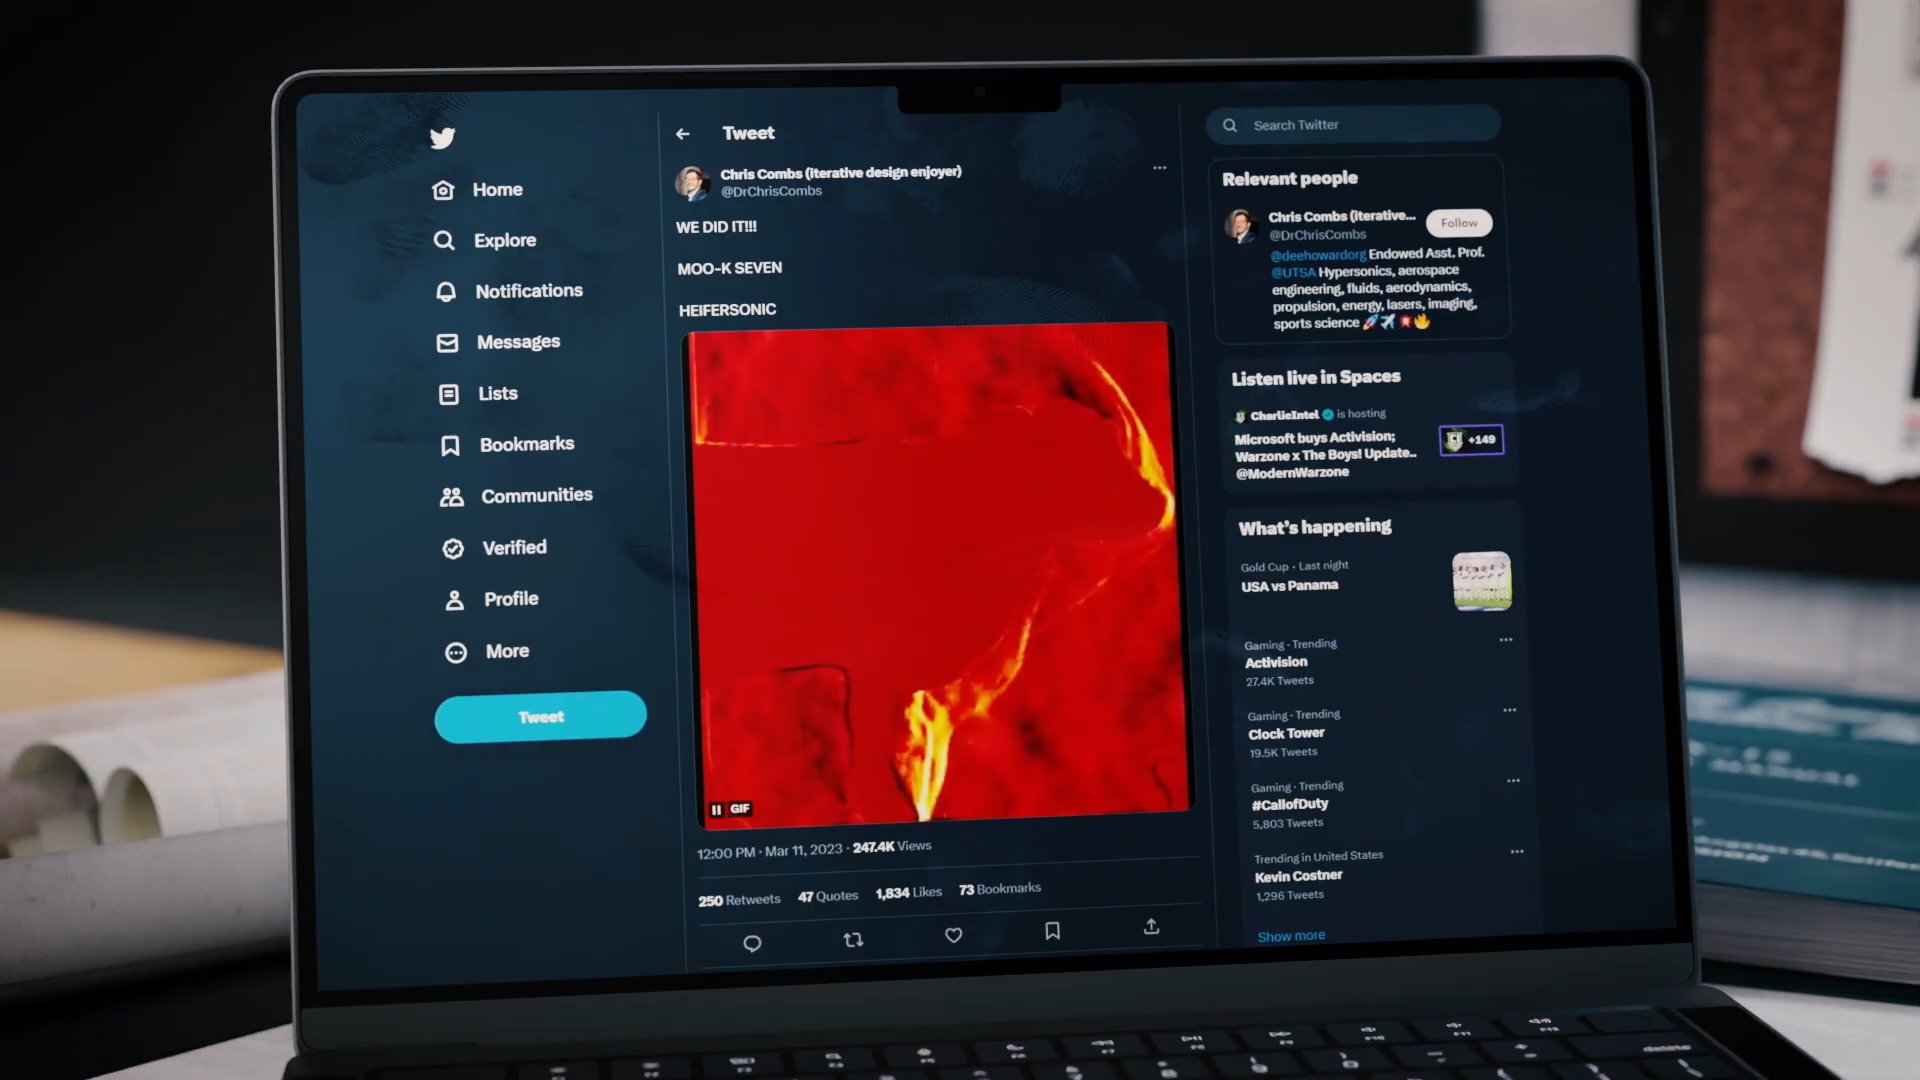 Home
Explore
Notifications
Messages
Lists
Bookmarks
Communities
Verified
Profile
More
Tweet
Tweet
Chris Combs (iterative design enjoyer)
@DrChrisCombs
WE DID IT!!!
MOO-K SEVEN
HEIFERSONIC
GIF
12:00 PM · Mar 11, 2023 · 247.4K Views
250 Retweets 47 Quotes 1,834 Likes 73 Bookmarks
Search Twitter
Relevant people
Chris Combs (iterative...
Follow
@DrChrisCombs
@deehowardorg Endowed Asst. Prof.
@UTSA Hypersonics, aerospace
engineering, fluids, aerodynamics,
propulsion, energy, lasers, imaging,
sports science
Listen live in Spaces
CharlieIntel is hosting
Microsoft buys Activision;
Warzone x The Boys! Update..
@ModernWarzone
+149
What's happening
Gold Cup · Last night
USA vs Panama
Gaming · Trending
Activision
27.4K Tweets
Gaming · Trending
Clock Tower
19.5K Tweets
Gaming · Trending
#CallofDuty
5,803 Tweets
Trending in United States
Kevin Costner
1,296 Tweets
Show more
delete